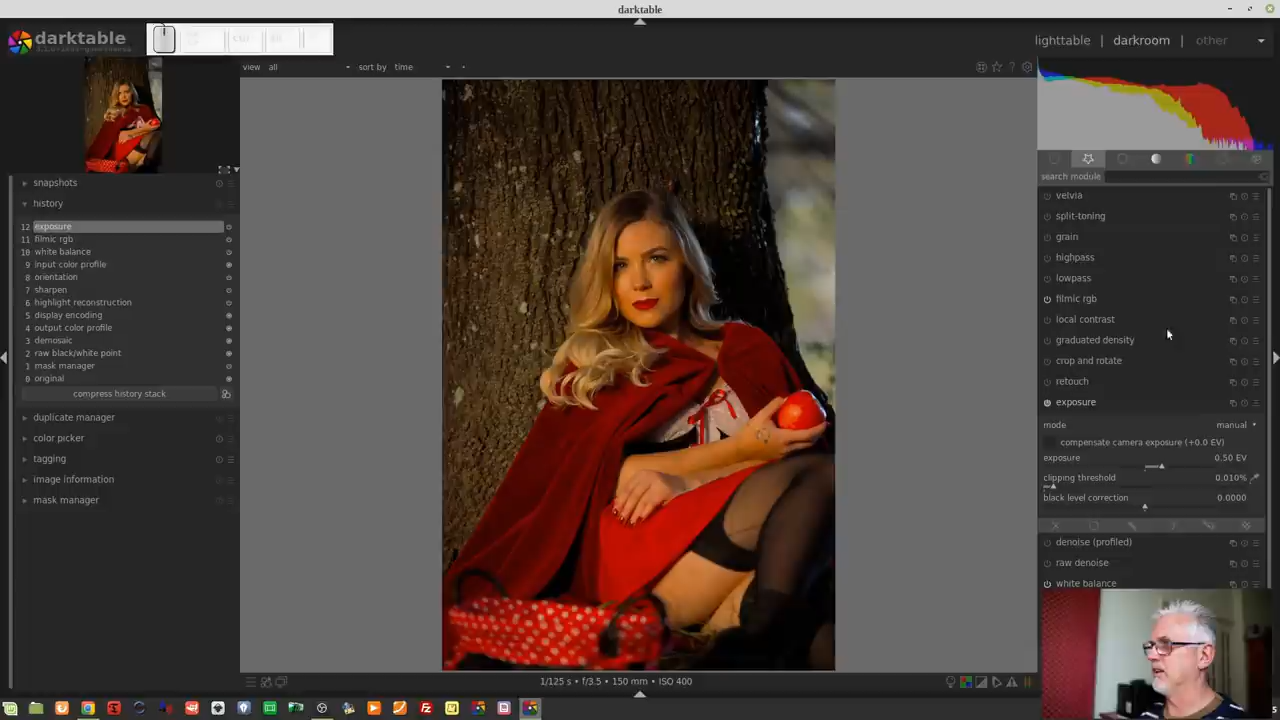 darktable
darktable
lighttable | darkroom | other
view all
sort by time
snapshots
history
12 exposure
11 filmic rgb
10 white balance
9 input color profile
8 orientation
7 sharpen
6 highlight reconstruction
5 display encoding
4 output color profile
3 demosaic
2 raw black/white point
1 mask manager
0 original
compress history stack
duplicate manager
color picker
tagging
image information
mask manager
1/125 s • f/3.5 • 150 mm • ISO 400
search module
velvia
split-toning
grain
highpass
lowpass
filmic rgb
local contrast
graduated density
crop and rotate
retouch
exposure
mode manual
compensate camera exposure (+0.0 EV)
exposure 0.50 EV
clipping threshold 0.010%
black level correction 0.0000
denoise (profiled)
raw denoise
white balance